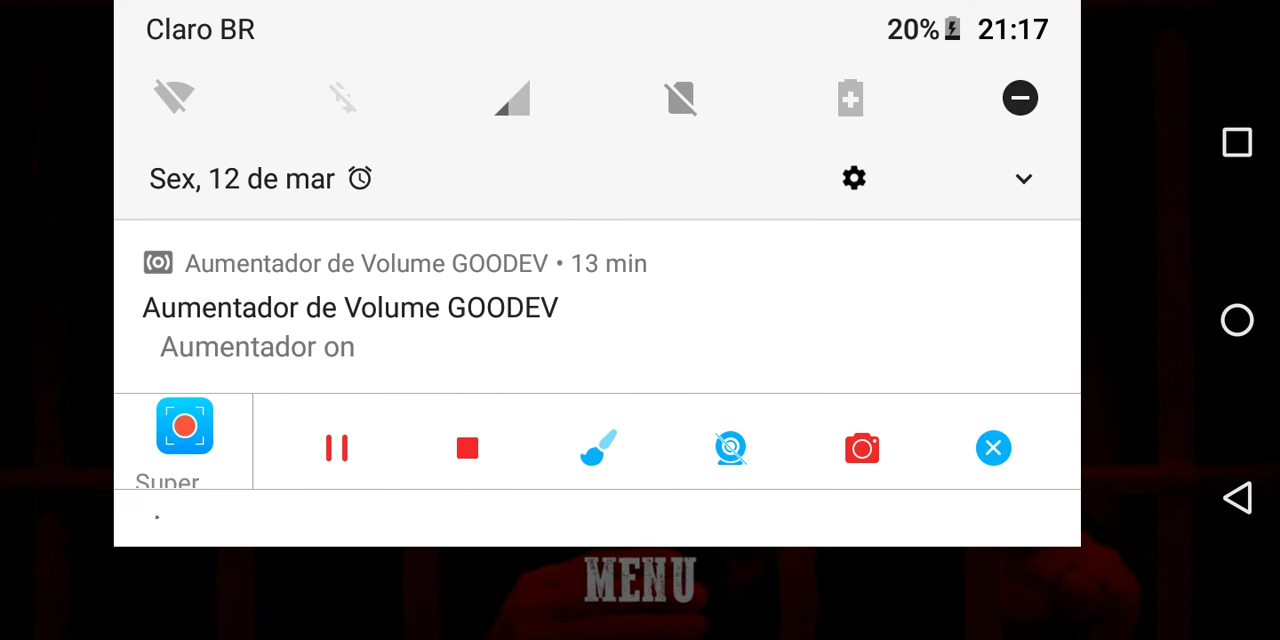 Claro BR
20% 21:17
Sex, 12 de mar
Aumentador de Volume GOODEV • 13 min
Aumentador de Volume GOODEV
Aumentador on
Super
MENU